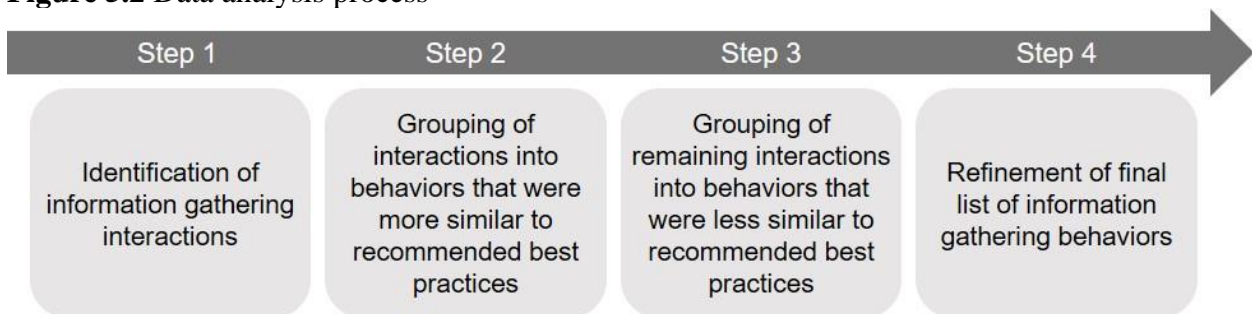 Figure 3.2 Data analysis process
Step 1
Step 2
Step 3
Step 4
Identification of
information gathering
interactions
Grouping of
interactions into
behaviors that were
more similar to
recommended best
practices
Grouping of
remaining interactions
into behaviors that
were less similar to
recommended best
practices
Refinement of final
list of information
gathering behaviors